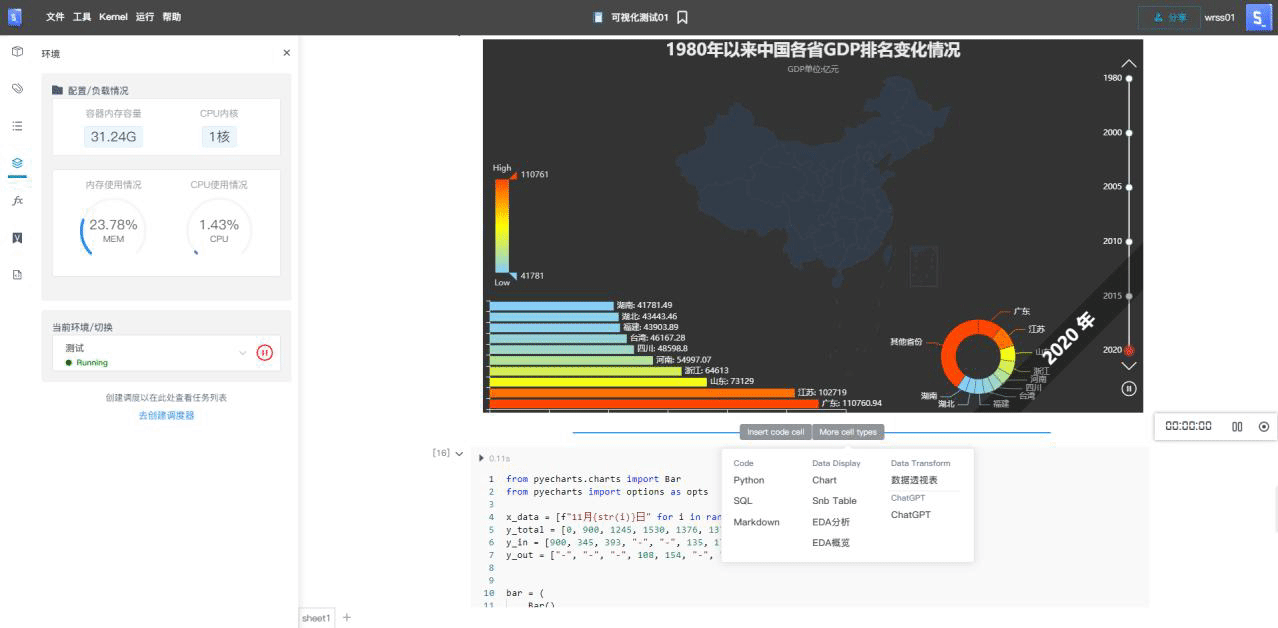 文件 工具 Kernel 运行 帮助
可视化测试01
分享 wrss01
环境
配置/负载情况
容器内存容量 CPU内核
31.24G 1核
内存使用情况 CPU使用情况
23.78% 1.43%
MEM CPU
当前环境/切换
测试
Running
创建调度以在此处查看任务列表
去创建调度器
1980年以来中国各省GDP排名变化情况
GDP单位:亿元
High
110761
41781
Low
湖南: 41781.49
湖北: 43443.46
福建: 43903.89
台湾: 46167.28
四川: 48598.8
河南: 54997.07
浙江: 64613
山东: 73129
江苏: 102719
广东: 110760.94
广东
江苏
浙江
河南
四川
台湾
福建
湖北
湖南
其他省份
2020 年
1980
2000
2005
2010
2015
2020
00:00:00
Insert code cell More cell types
Code Data Display Data Transform
Python Chart 数据透视表
SQL Snb Table ChatGPT
Markdown EDA分析 ChatGPT
EDA概览
[16] 0.11s
1 from pyecharts.charts import Bar
2 from pyecharts import options as opts
3
4 x_data = [f"11月{str(i)}日" for i in ran
5 y_total = [0, 900, 1245, 1530, 1376, 13
6 y_in = [900, 345, 393, "-", "-", 135, 1
7 y_out = ["-", "-", "-", 108, 154, "-",
8
9
10 bar = (
11 Bar()
sheet1 +